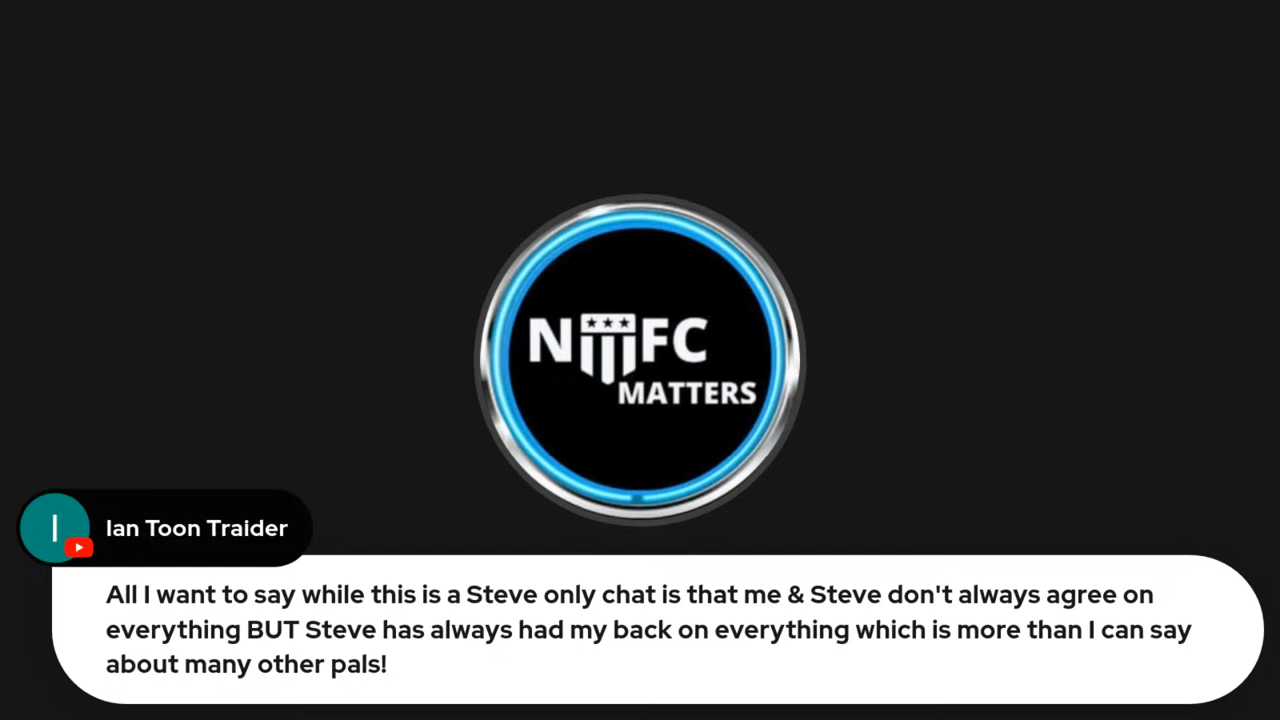 NUFC
MATTERS
I
Ian Toon Traider
All I want to say while this is a Steve only chat is that me & Steve don't always agree on
everything BUT Steve has always had my back on everything which is more than I can say
about many other pals!